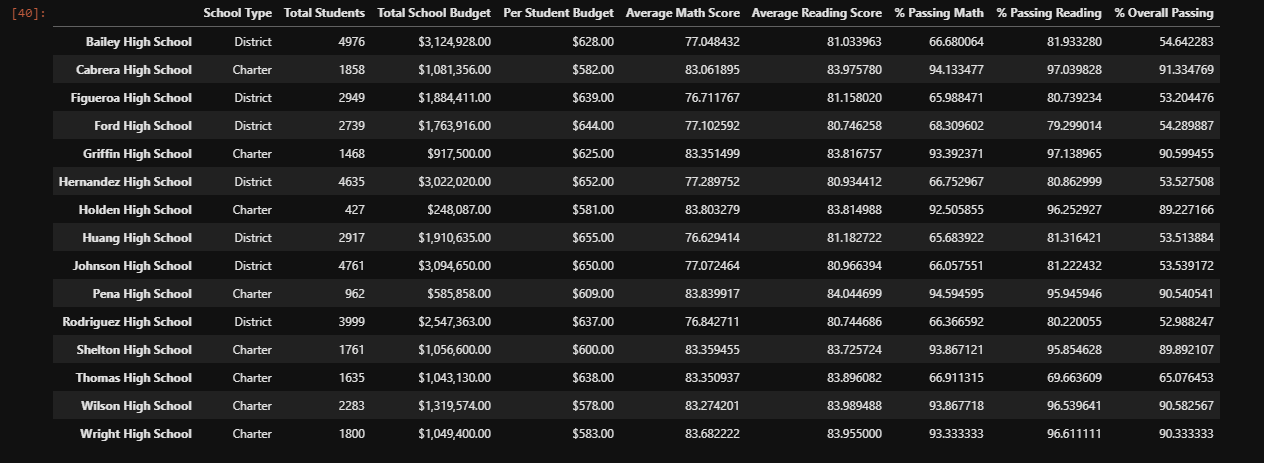 [40]: School Type Total Students Total School Budget Per Student Budget Average Math Score Average Reading Score % Passing Math % Passing Reading % Overall Passing
Bailey High School District 4976 $3,124,928.00 $628.00 77.048432 81.033963 66.680064 81.933280 54.642283
Cabrera High School Charter 1858 $1,081,356.00 $582.00 83.061895 83.975780 94.133477 97.039828 91.334769
Figueroa High School District 2949 $1,884,411.00 $639.00 76.711767 81.158020 65.988471 80.739234 53.204476
Ford High School District 2739 $1,763,916.00 $644.00 77.102592 80.746258 68.309602 79.299014 54.289887
Griffin High School Charter 1468 $917,500.00 $625.00 83.351499 83.816757 93.392371 97.138965 90.599455
Hernandez High School District 4635 $3,022,020.00 $652.00 77.289752 80.934412 66.752967 80.862999 53.527508
Holden High School Charter 427 $248,087.00 $581.00 83.803279 83.814988 92.505855 96.252927 89.227166
Huang High School District 2917 $1,910,635.00 $655.00 76.629414 81.182722 65.683922 81.316421 53.513884
Johnson High School District 4761 $3,094,650.00 $650.00 77.072464 80.966394 66.057551 81.222432 53.539172
Pena High School Charter 962 $585,858.00 $609.00 83.839917 84.044699 94.594595 95.945946 90.540541
Rodriguez High School District 3999 $2,547,363.00 $637.00 76.842711 80.744686 66.366592 80.220055 52.988247
Shelton High School Charter 1761 $1,056,600.00 $600.00 83.359455 83.725724 93.867121 95.854628 89.892107
Thomas High School Charter 1635 $1,043,130.00 $638.00 83.350937 83.896082 66.911315 69.663609 65.076453
Wilson High School Charter 2283 $1,319,574.00 $578.00 83.274201 83.989488 93.867718 96.539641 90.582567
Wright High School Charter 1800 $1,049,400.00 $583.00 83.682222 83.955000 93.333333 96.611111 90.333333